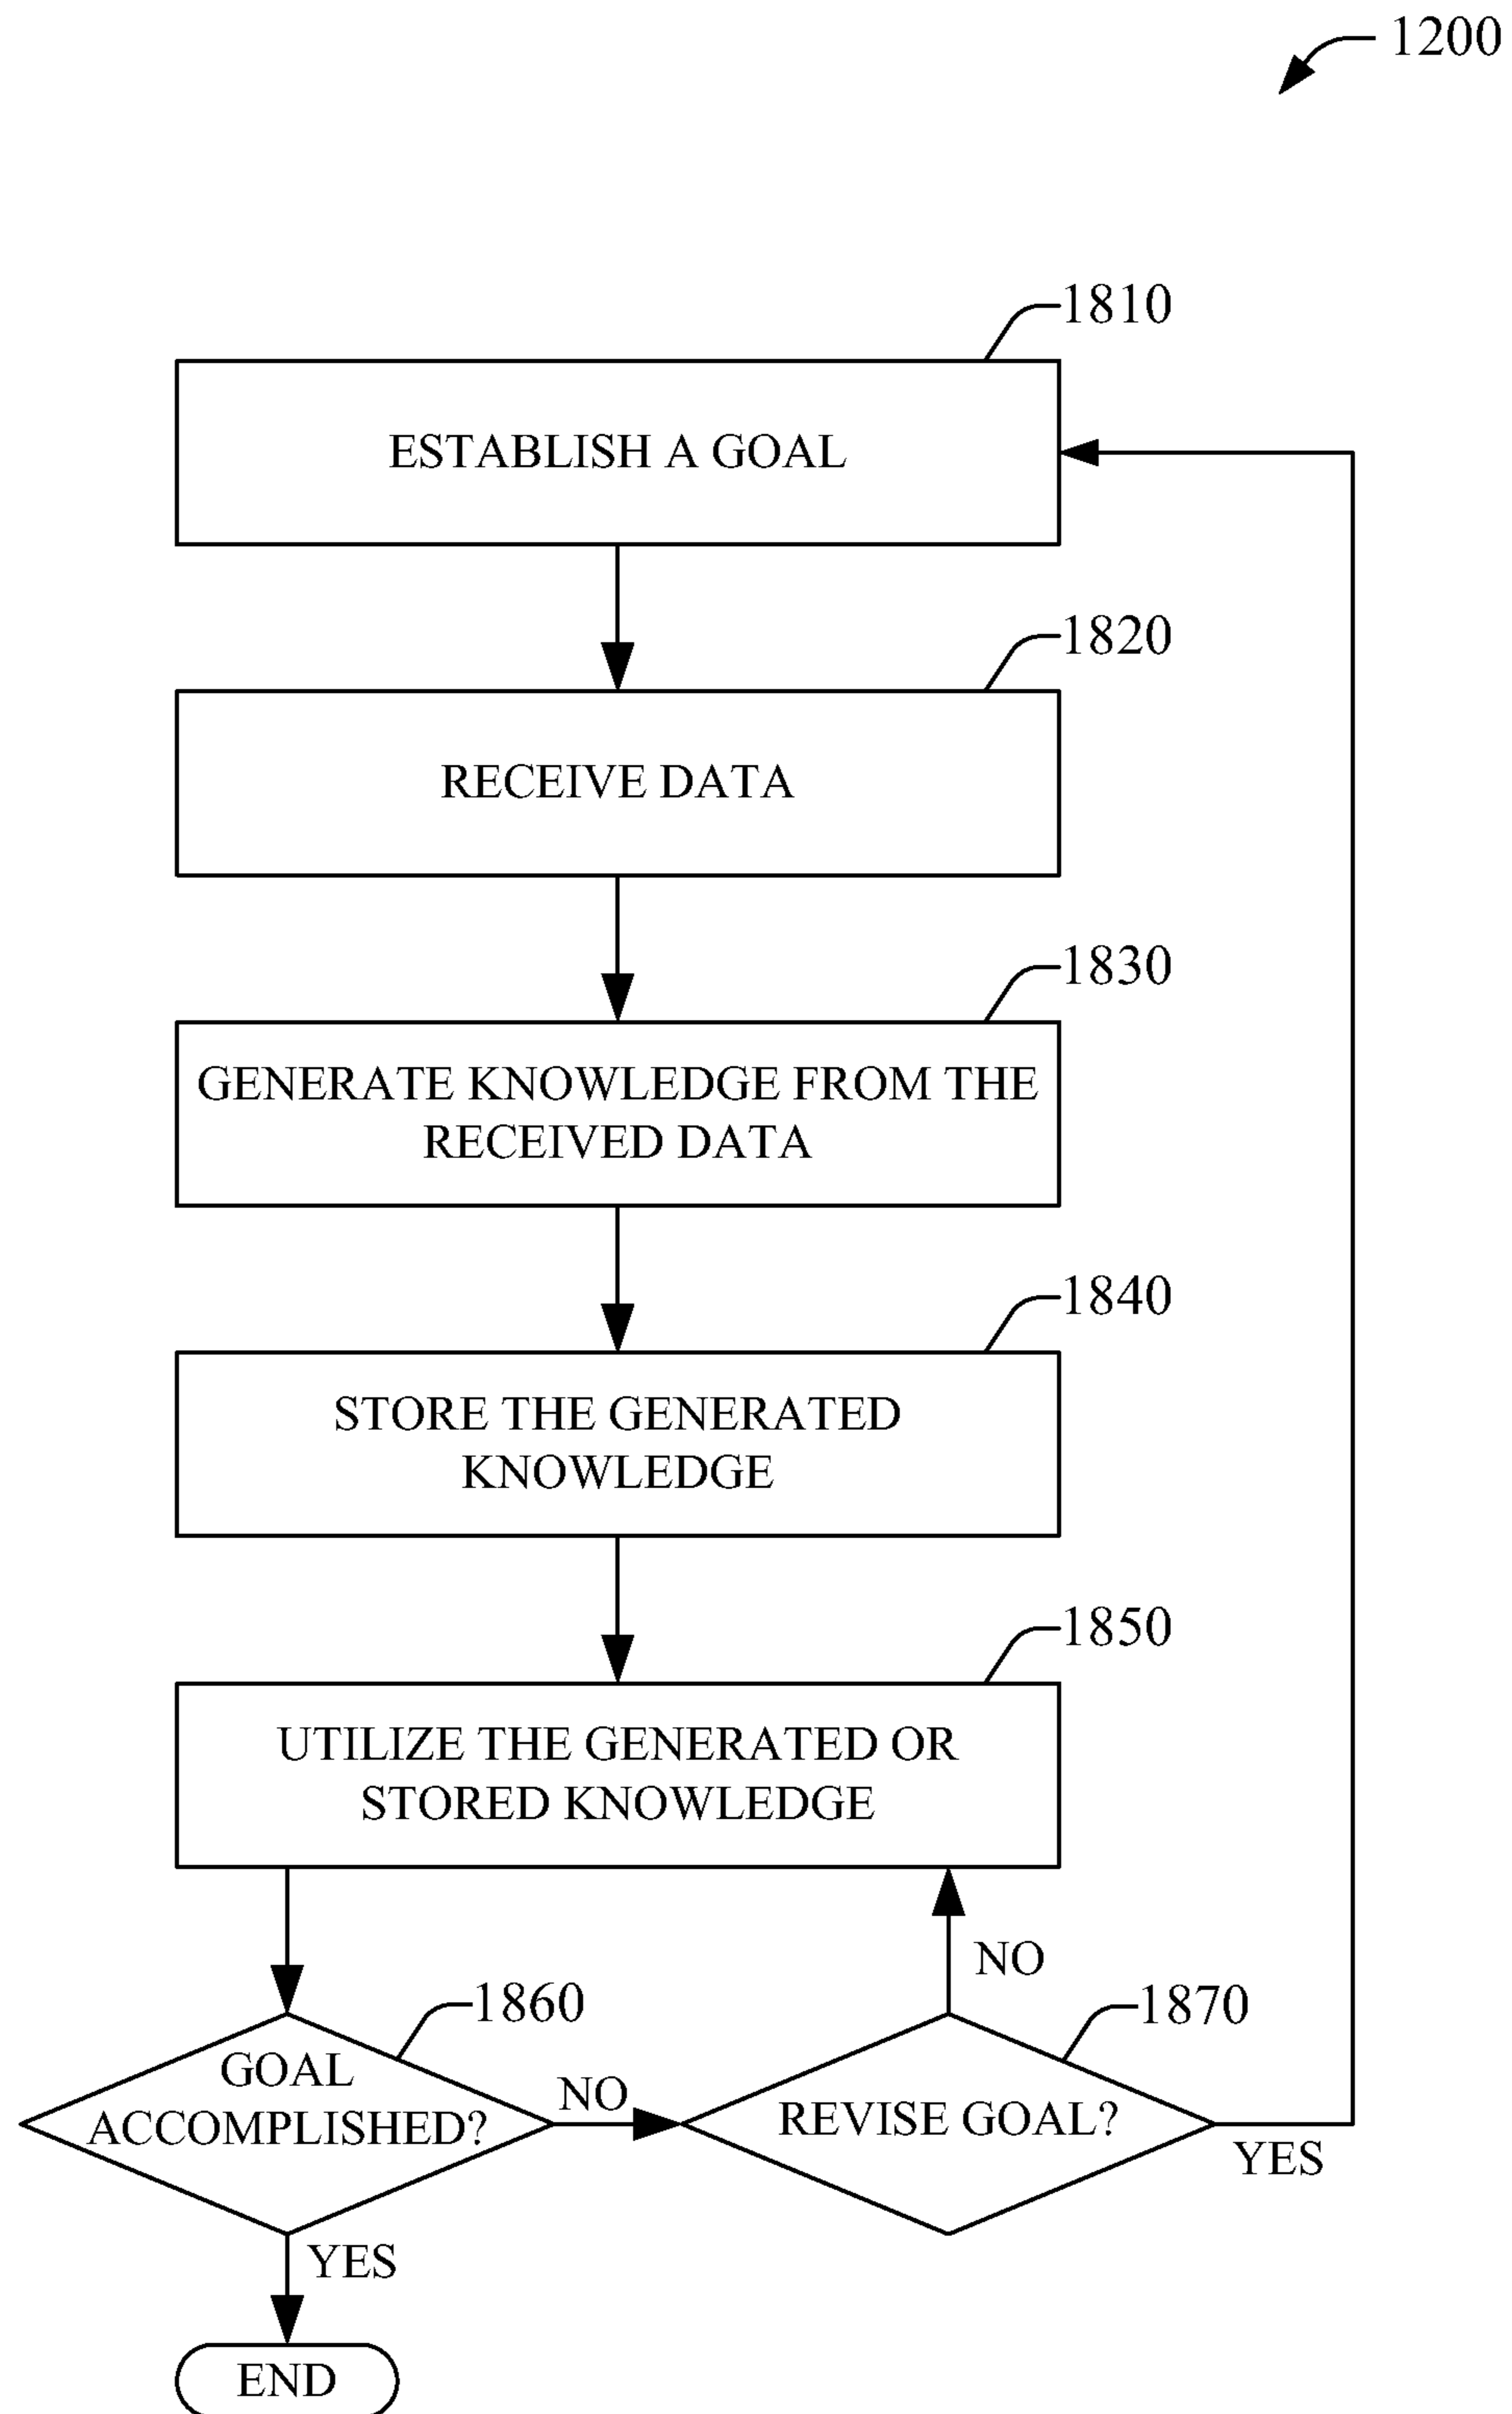 1200
1810
ESTABLISH A GOAL
1820
RECEIVE DATA
1830
GENERATE KNOWLEDGE FROM THE
RECEIVED DATA
1840
STORE THE GENERATED
KNOWLEDGE
1850
UTILIZE THE GENERATED OR
STORED KNOWLEDGE
NO
1860
1870
GOAL
ACCOMPLISHED?
NO
REVISE GOAL?
YES
YES
END